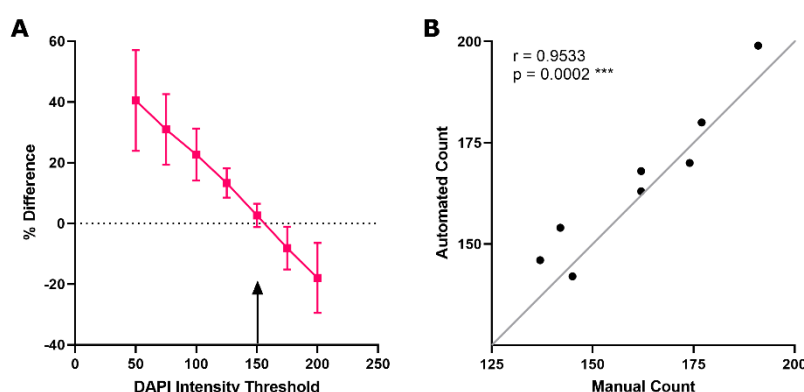 A
60
40
20
0
-20
-40
% Difference
0
50
100
150
200
250
DAPI Intensity Threshold
B
r = 0.9533
p = 0.0002 ***
200
175
150
Automated Count
125
150
175
200
Manual Count